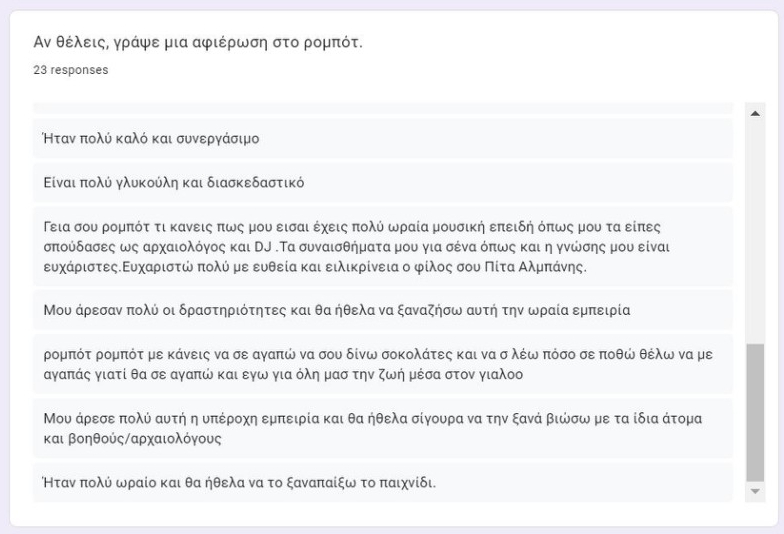 Αν θέλεις, γράψε μια αφιέρωση στο ρομπότ.
23 responses
Ήταν πολύ καλό και συνεργάσιμο
Είναι πολύ γλυκούλη και διασκεδαστικό
Γεια σου ρομπότ τι κανεις πως μου εισαι έχεις πολύ ωραία μουσική επειδή όπως μου τα είπες
σπούδασες ως αρχαιολόγος και DJ .Τα συναισθήματα μου για σένα όπως και η γνώσης μου είναι
ευχάριστες.Ευχαριστώ πολύ με ευθεία και ειλικρίνεια ο φίλος σου Πίτα Αλμπάνης.
Μου άρεσαν πολύ οι δραστηριότητες και θα ήθελα να ξαναζήσω αυτή την ωραία εμπειρία
ρομπότ ρομπότ με κάνεις να σε αγαπώ να σου δίνω σοκολάτες και να σ λέω πόσο σε ποθώ θέλω να με
αγαπάς γιατί θα σε αγαπώ και εγω για όλη μασ την ζωή μέσα στον γιαλοο
Μου άρεσε πολύ αυτή η υπέροχη εμπειρία και θα ήθελα σίγουρα να την ξανά βιώσω με τα ίδια άτομα
και βοηθούς/αρχαιολόγους
Ήταν πολύ ωραίο και θα ήθελα να το ξαναπαίξω το παιχνίδι.